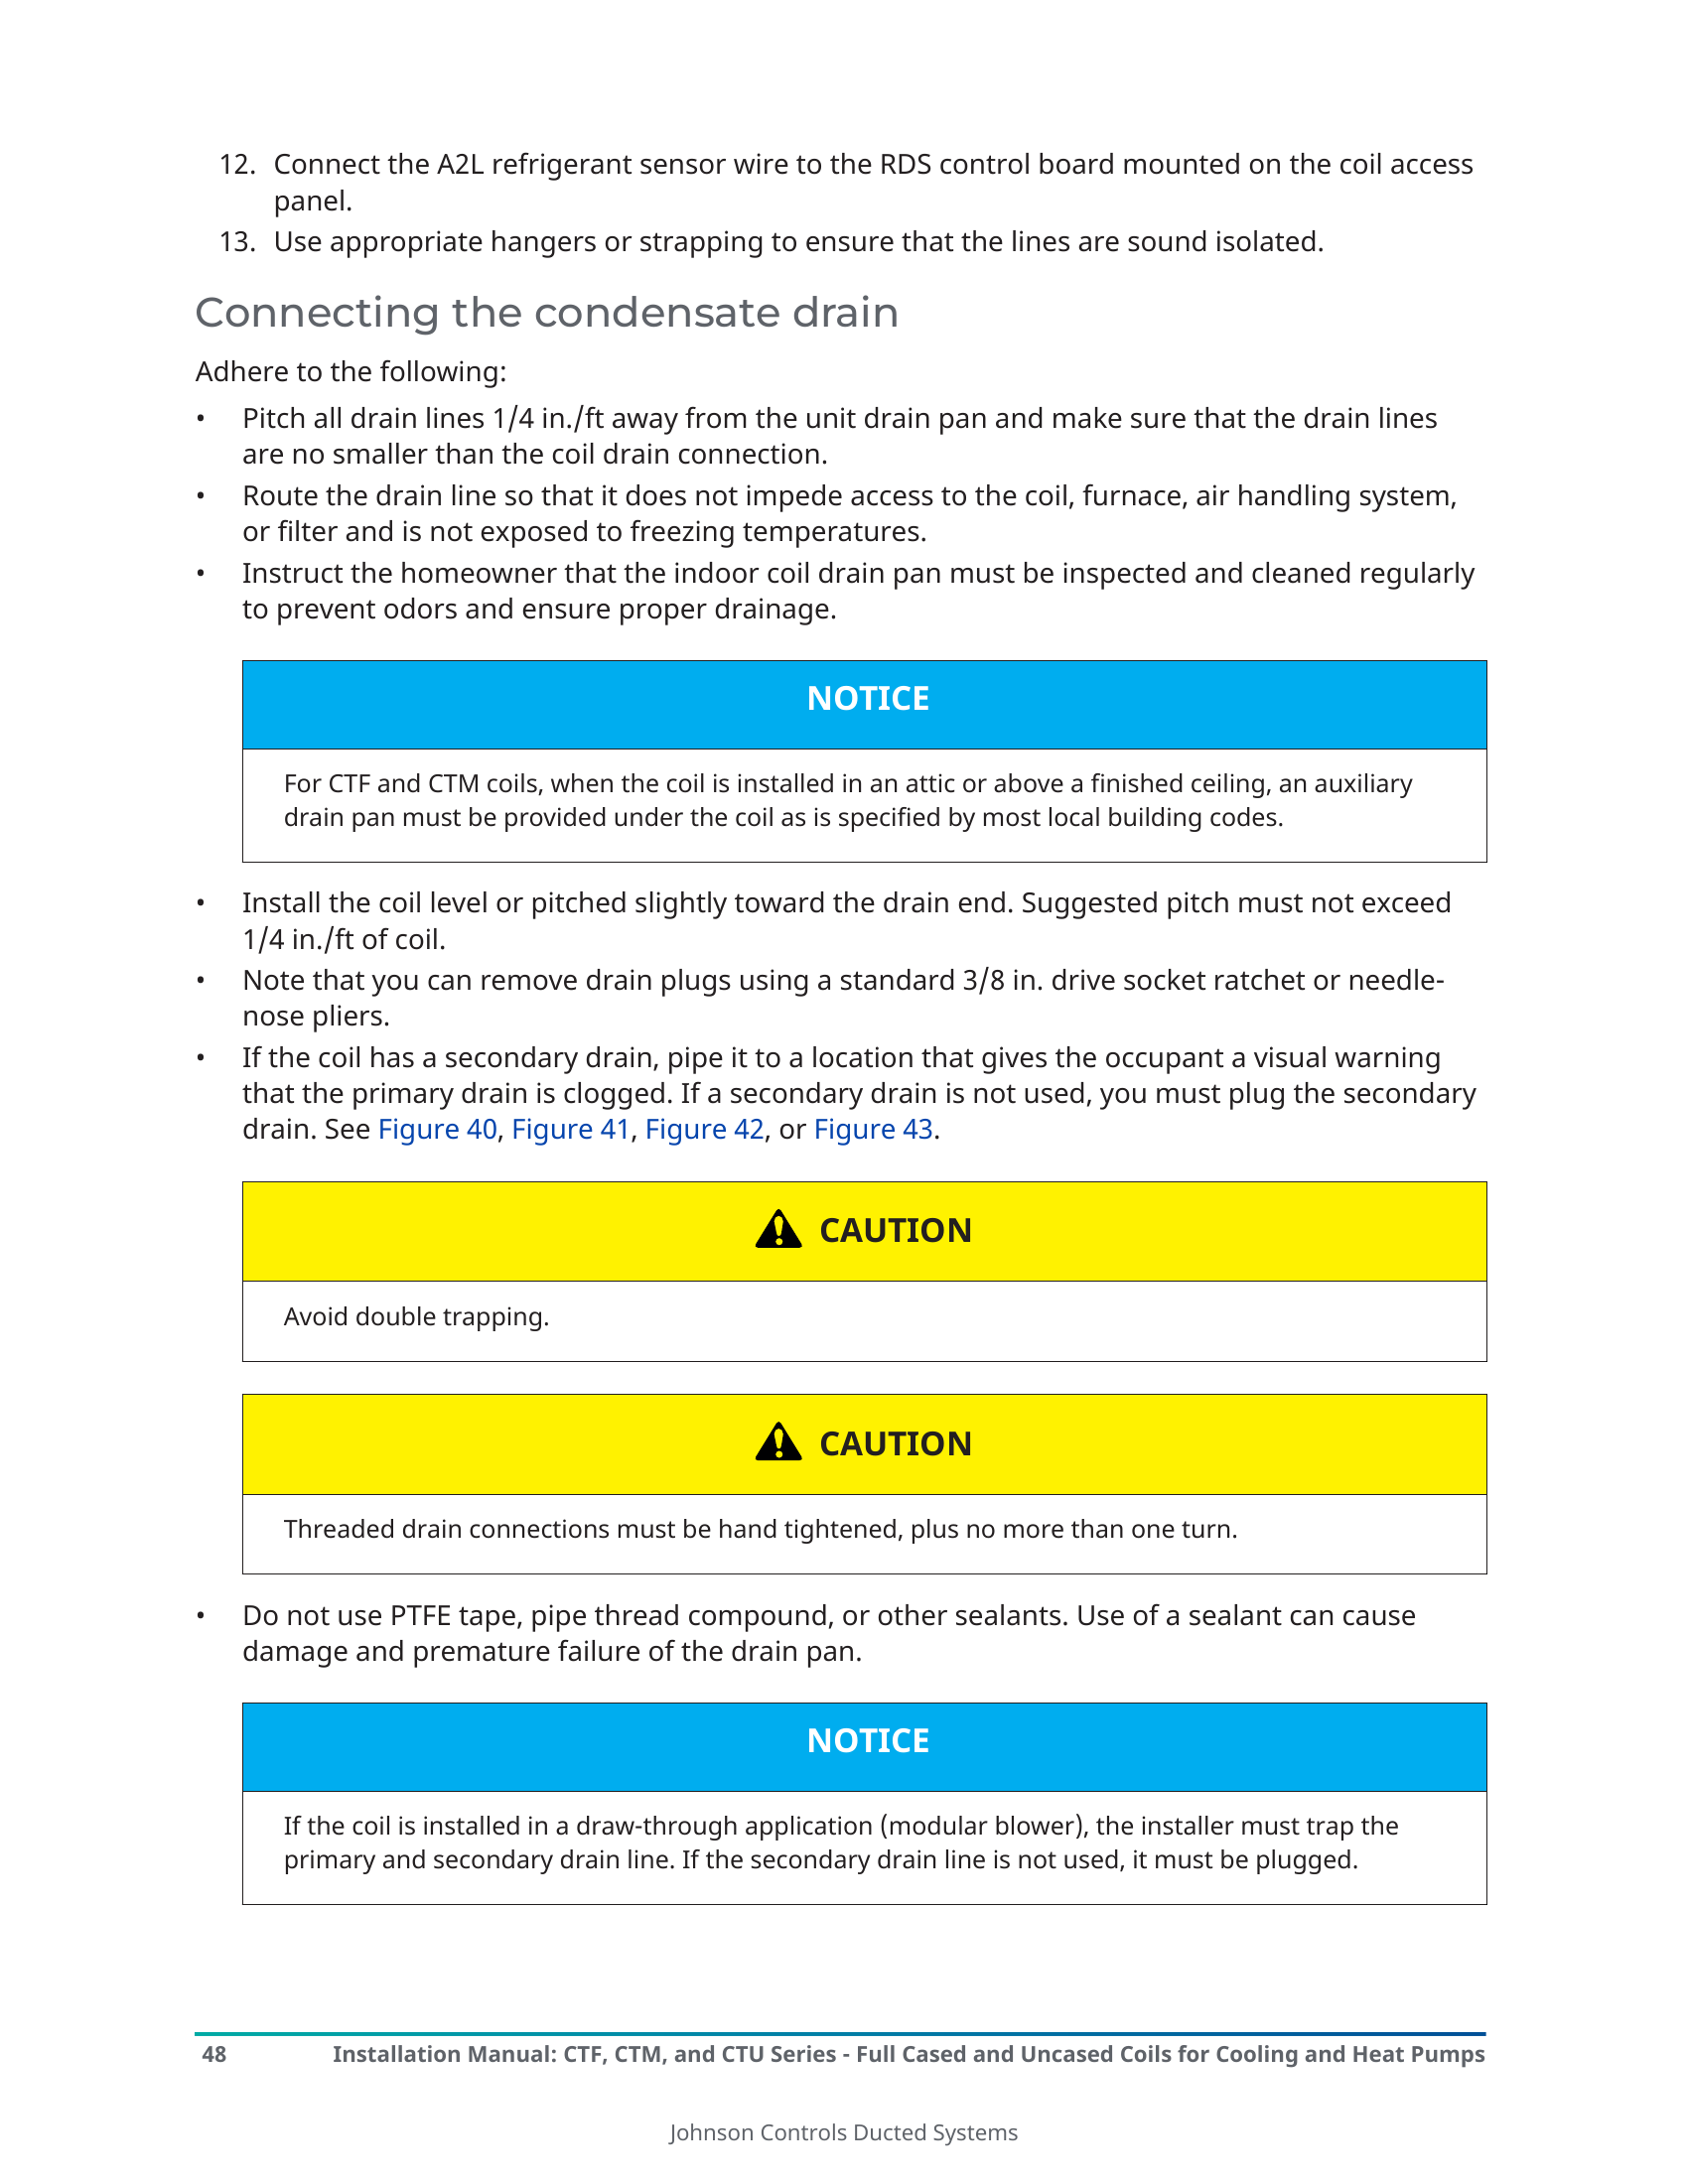 12. Connect the A2L refrigerant sensor wire to the RDS control board mounted on the coil access
panel.
13. Use appropriate hangers or strapping to ensure that the lines are sound isolated.
Connecting the condensate drain
Adhere to the following:
• Pitch all drain lines 1/4 in./ft away from the unit drain pan and make sure that the drain lines
are no smaller than the coil drain connection.
• Route the drain line so that it does not impede access to the coil, furnace, air handling system,
or filter and is not exposed to freezing temperatures.
• Instruct the homeowner that the indoor coil drain pan must be inspected and cleaned regularly
to prevent odors and ensure proper drainage.
NOTICE
For CTF and CTM coils, when the coil is installed in an attic or above a finished ceiling, an auxiliary
drain pan must be provided under the coil as is specified by most local building codes.
• Install the coil level or pitched slightly toward the drain end. Suggested pitch must not exceed
1/4 in./ft of coil.
• Note that you can remove drain plugs using a standard 3/8 in. drive socket ratchet or needle-
nose pliers.
• If the coil has a secondary drain, pipe it to a location that gives the occupant a visual warning
that the primary drain is clogged. If a secondary drain is not used, you must plug the secondary
drain. See Figure 40, Figure 41, Figure 42, or Figure 43.
CAUTION
Avoid double trapping.
CAUTION
Threaded drain connections must be hand tightened, plus no more than one turn.
• Do not use PTFE tape, pipe thread compound, or other sealants. Use of a sealant can cause
damage and premature failure of the drain pan.
NOTICE
If the coil is installed in a draw-through application (modular blower), the installer must trap the
primary and secondary drain line. If the secondary drain line is not used, it must be plugged.
48 Installation Manual: CTF, CTM, and CTU Series - Full Cased and Uncased Coils for Cooling and Heat Pumps
Johnson Controls Ducted Systems